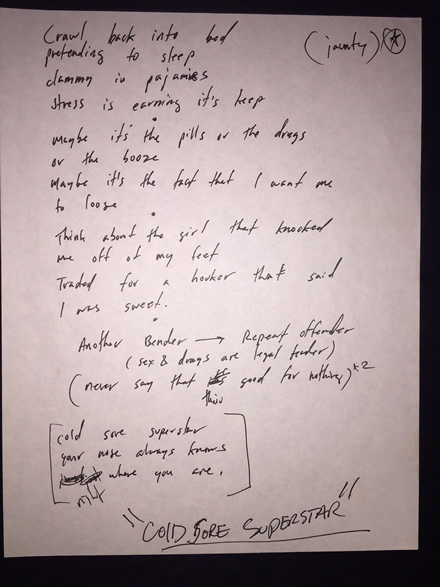 Crawl back into bed
(jaunty) *
pretending to sleep
clammy in pajamies
stress is earning it's keep
maybe it's the pills or the drugs
or the booze
Maybe it's the fact that I want me
to loose
Think about the girl that knocked
me off of my feet
Traded for a hooker that said
I was sweet.
Another Bender → Repeat offender
(sex & drugs are legal tender)
(never say that good for nothing)*2
this
cold sore superstar
your nose always knows
where you are.
"COLD SORE SUPERSTAR"